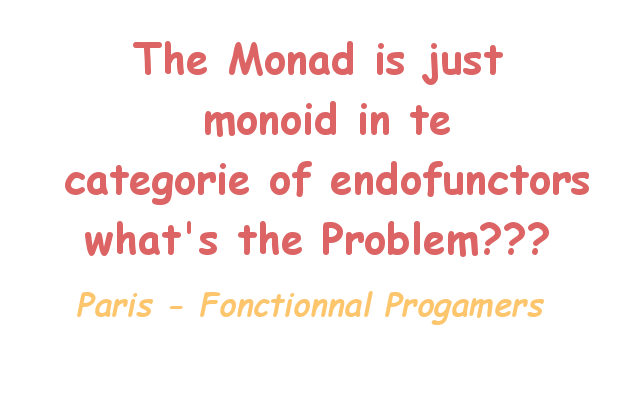 The Monad is just
monoid in te
categorie of endofunctors
what's the Problem???
Paris - Fonctionnal Progamers